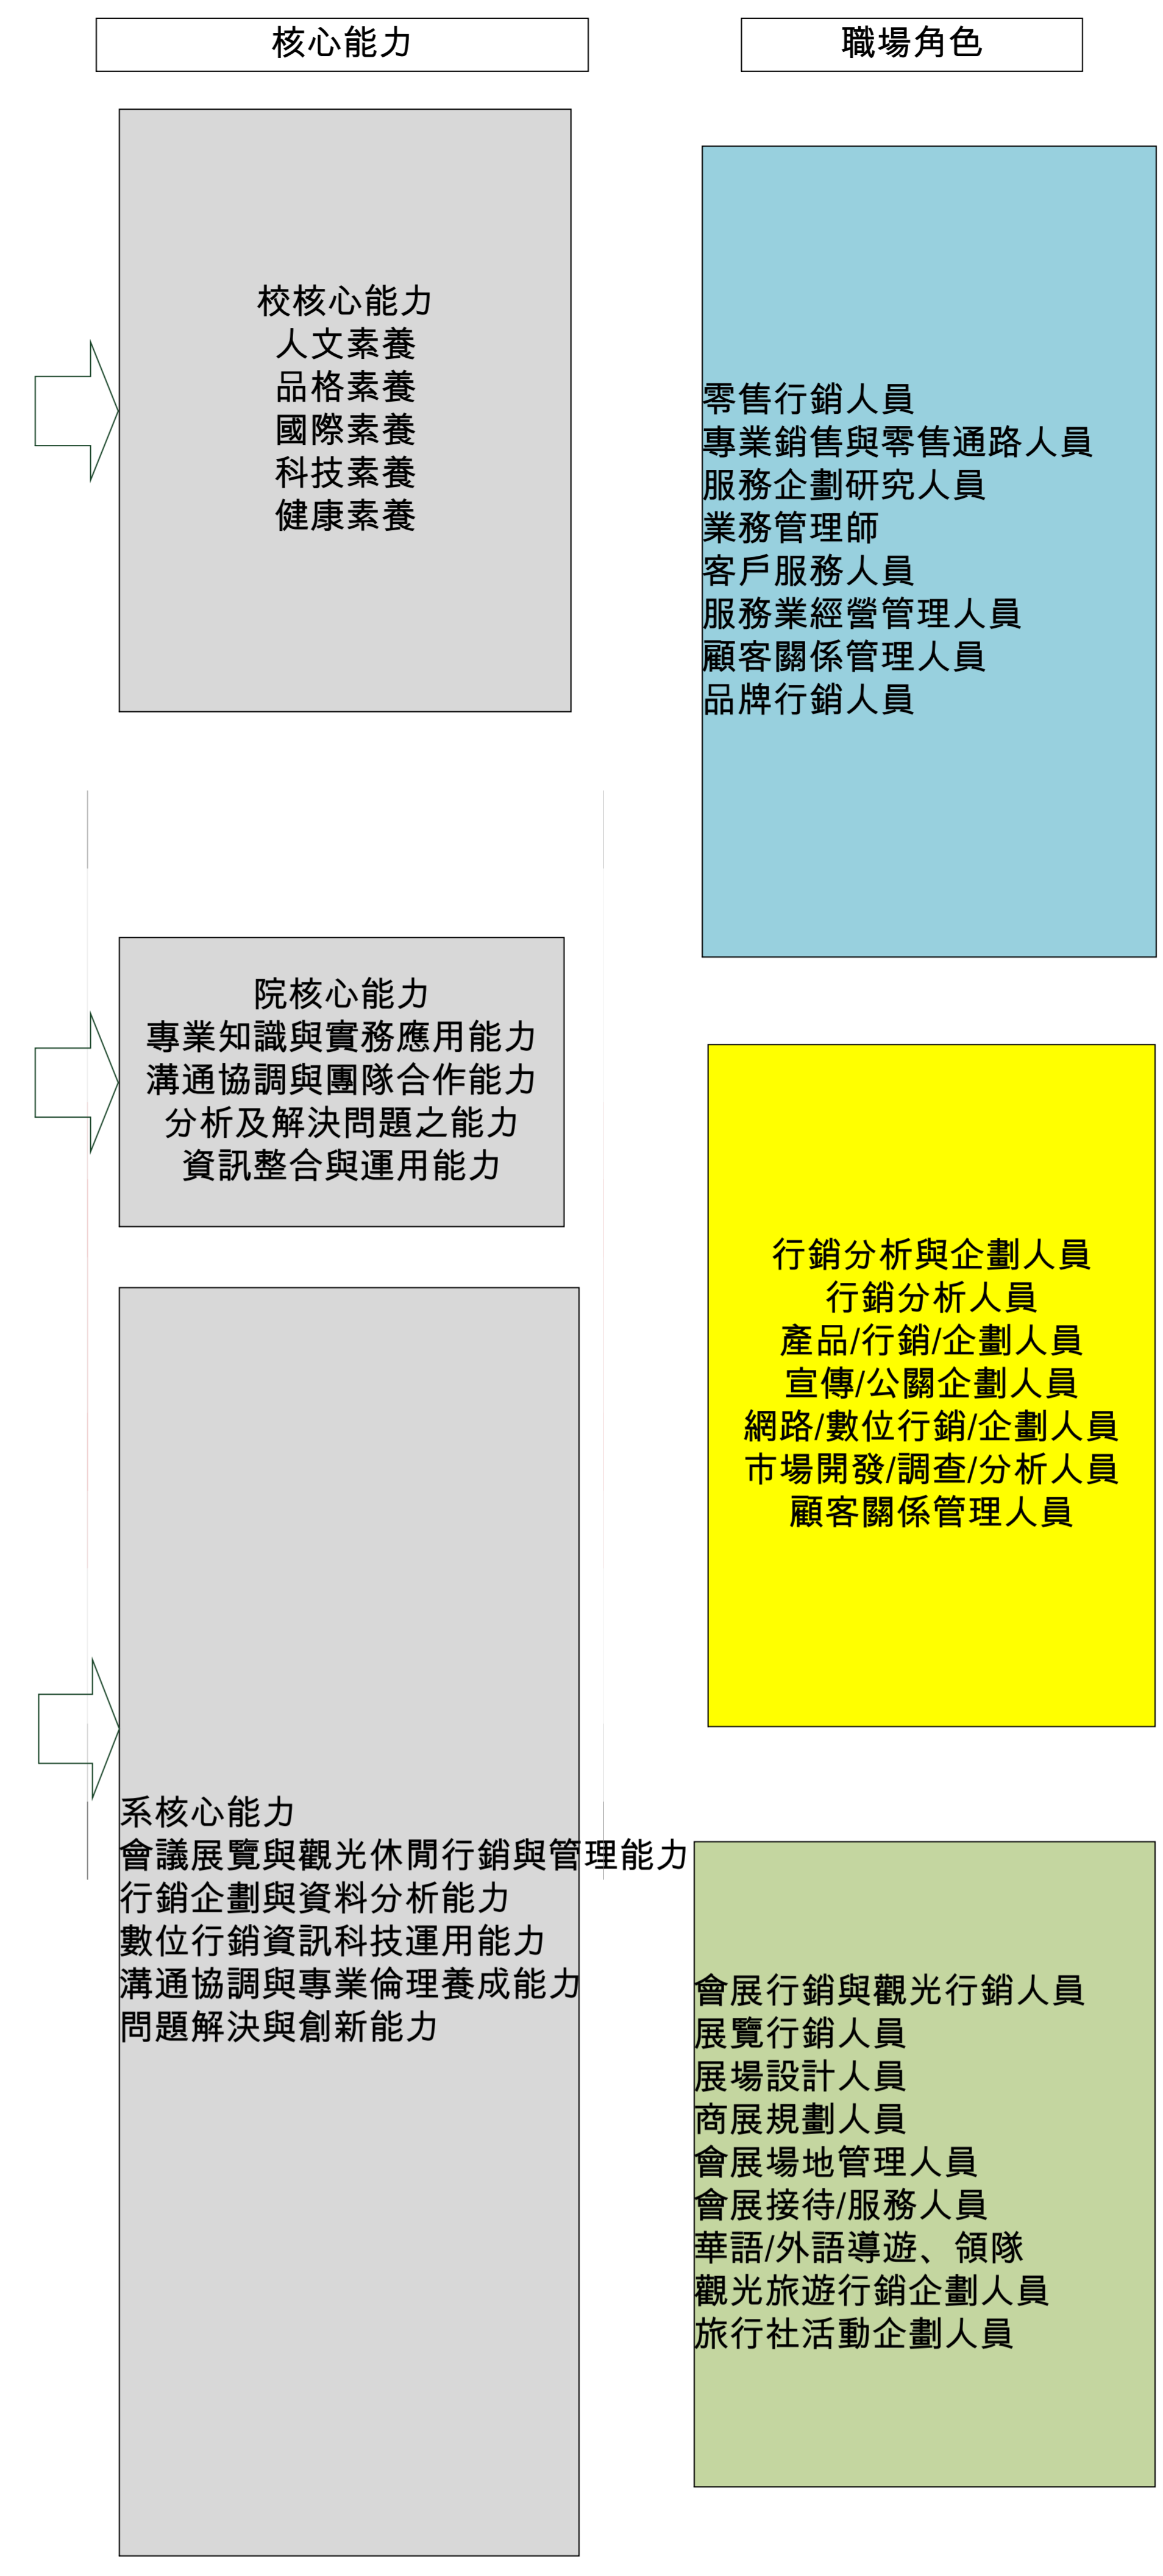 核心能力
職場角色
校核心能力
人文素養
品格素養
國際素養
科技素養
健康素養
院核心能力
專業知識與實務應用能力
溝通協調與團隊合作能力
分析及解決問題之能力
資訊整合與運用能力
系核心能力
會議展覽與觀光休閒行銷與管理能力
行銷企劃與資料分析能力
數位行銷資訊科技運用能力
溝通協調與專業倫理養成能力
問題解決與創新能力
零售行銷人員
專業銷售與零售通路人員
服務企劃研究人員
業務管理師
客戶服務人員
服務業經營管理人員
顧客關係管理人員
品牌行銷人員
行銷分析與企劃人員
行銷分析人員
產品/行銷/企劃人員
宣傳/公關企劃人員
網路/數位行銷/企劃人員
市場開發/調查/分析人員
顧客關係管理人員
會展行銷與觀光行銷人員
展覽行銷人員
展場設計人員
商展規劃人員
會展場地管理人員
會展接待/服務人員
華語/外語導遊、領隊
觀光旅遊行銷企劃人員
旅行社活動企劃人員